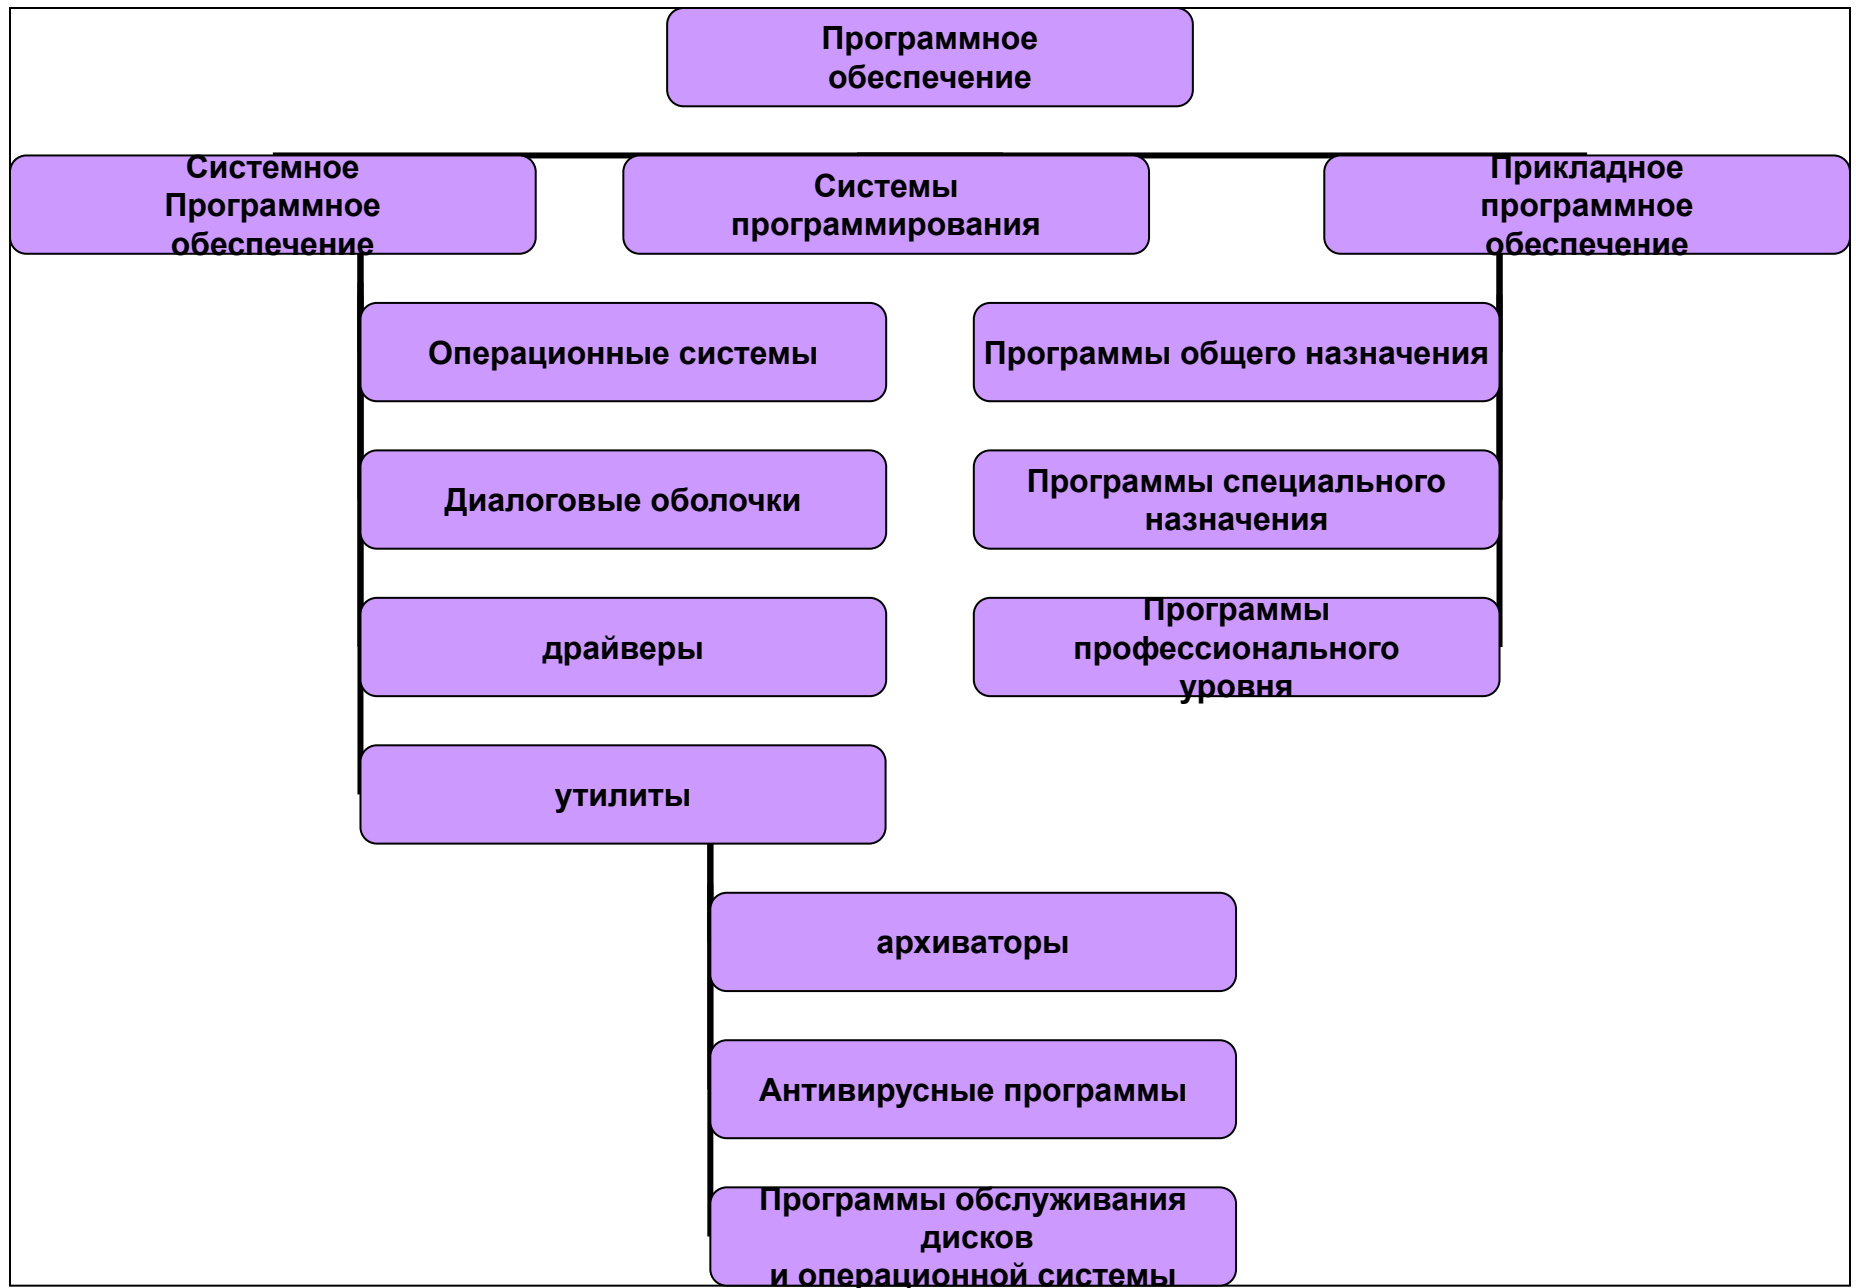 Программное
обеспечение
Системное
Программное
обеспечение
Системы
программирования
Прикладное
программное
обеспечение
Операционные системы
Программы общего назначения
Диалоговые оболочки
Программы специального
назначения
драйверы
Программы
профессионального
уровня
утилиты
архиваторы
Антивирусные программы
Программы обслуживания
дисков
и операционной системы